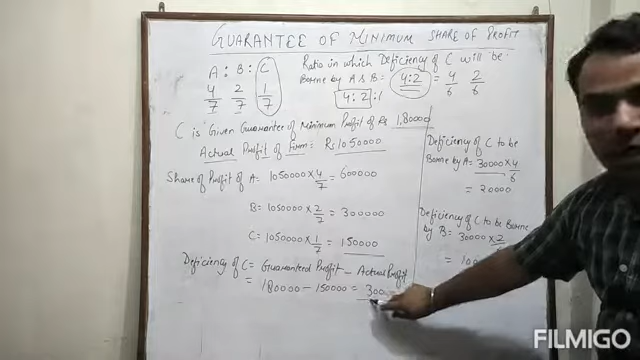 GUARANTEE OF MINIMUM SHARE OF PROFIT
A : B : C
4/7 2/7 1/7
Ratio in which Deficiency of C will be
Borne by A & B = 4:2 = 4/6 2/6
4:2:1
C is Given Guarantee of Minimum Profit of Rs 1,80000
Actual Profit of Firm: Rs 1050000
Share of Profit of A = 1050000 × 4/7 = 600000
B = 1050000 × 2/7 = 300000
C = 1050000 × 1/7 = 150000
Deficiency of C = Guaranteed Profit – Actual Profit
= 180000 – 150000 = 300
Deficiency of C to be
Borne by A = 30000 × 4/6
= 20000
Deficiency of C to be Borne
by B = 30000 × 2/
= 100
FILMIGO